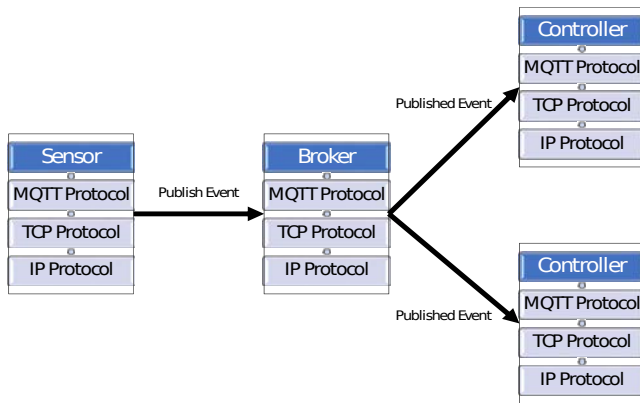 Sensor
MQTT Protocol
TCP Protocol
IP Protocol
Publish Event
Broker
MQTT Protocol
TCP Protocol
IP Protocol
Published Event
Controller
MQTT Protocol
TCP Protocol
IP Protocol
Published Event
Controller
MQTT Protocol
TCP Protocol
IP Protocol